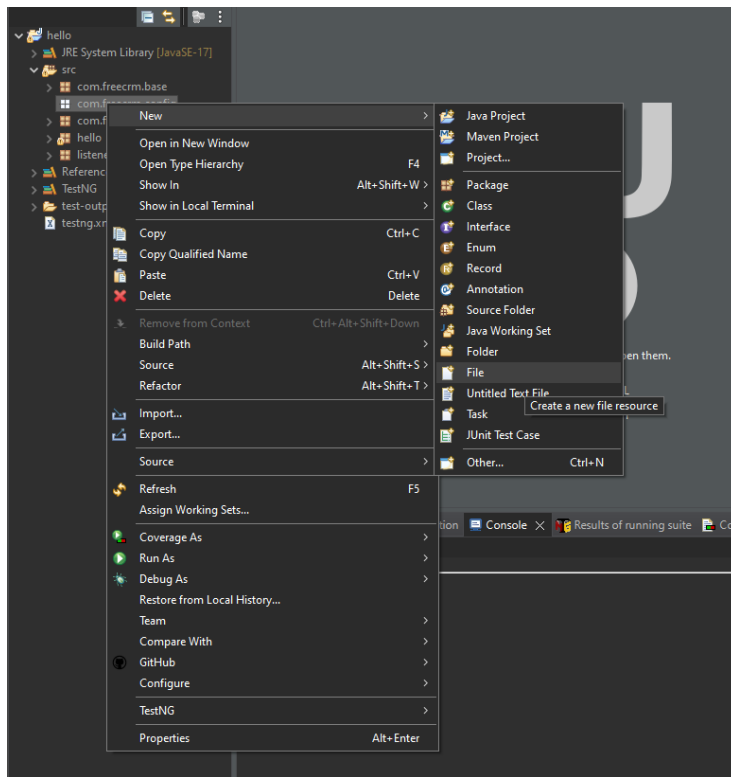 hello
JRE System Library [JavaSE-17]
src
com.freecrm.base
com.freecrm.config
com.f
hello
listene
Referenc
TestNG
test-outp
testng.xm
New
Open in New Window
Open Type Hierarchy F4
Show In Alt+Shift+W
Show in Local Terminal
Copy Ctrl+C
Copy Qualified Name
Paste Ctrl+V
Delete Delete
Remove from Context Ctrl+Alt+Shift+Down
Build Path
Source Alt+Shift+S
Refactor Alt+Shift+T
Import...
Export...
Source
Refresh F5
Assign Working Sets...
Coverage As
Run As
Debug As
Restore from Local History...
Team
Compare With
GitHub
Configure
TestNG
Properties Alt+Enter
Java Project
Maven Project
Project...
Package
Class
Interface
Enum
Record
Annotation
Source Folder
Java Working Set
Folder
File
Untitled Text File
Task
JUnit Test Case
Other... Ctrl+N
Create a new file resource
pen them.
tion
Console
Results of running suite
Co